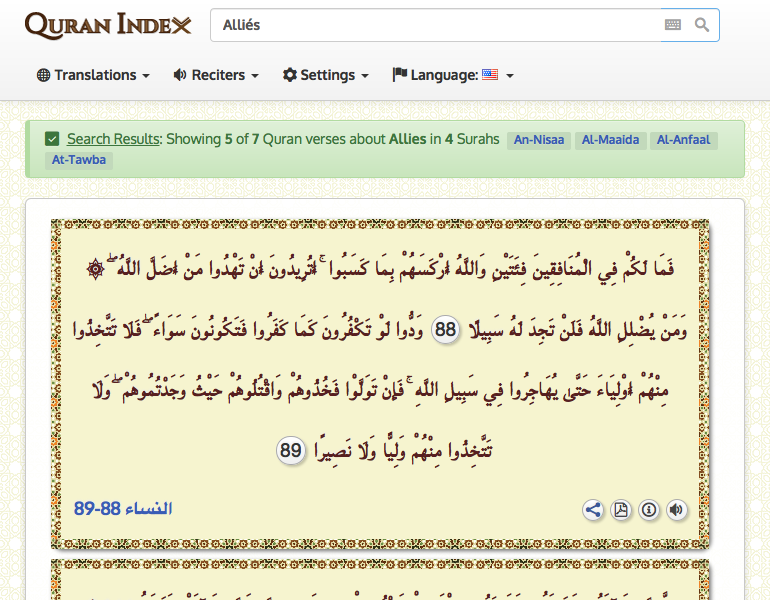 QURAN INDEX
Alliés
Translations Reciters Settings Language:
Search Results: Showing 5 of 7 Quran verses about Allies in 4 Surahs An-Nisaa Al-Maaida Al-Anfaal
At-Tawba
فَمَا لَكُمْ فِي الْمُنَافِقِينَ فِئَتَيْنِ وَاللَّهُ أَرْكَسَهُمْ بِمَا كَسَبُوا ۚ أَتُرِيدُونَ أَنْ تَهْدُوا مَنْ أَضَلَّ اللَّهُ ۖ ۞
وَمَنْ يُضْلِلِ اللَّهُ فَلَنْ تَجِدَ لَهُ سَبِيلًا 88 وَدُّوا لَوْ تَكْفُرُونَ كَمَا كَفَرُوا فَتَكُونُونَ سَوَاءً ۖ فَلَا تَتَّخِذُوا
مِنْهُمْ أَوْلِيَاءَ حَتَّىٰ يُهَاجِرُوا فِي سَبِيلِ اللَّهِ ۚ فَإِنْ تَوَلَّوْا فَخُذُوهُمْ وَاقْتُلُوهُمْ حَيْثُ وَجَدْتُمُوهُمْ ۖ وَلَا
تَتَّخِذُوا مِنْهُمْ وَلِيًّا وَلَا نَصِيرًا 89
النساء 88-89